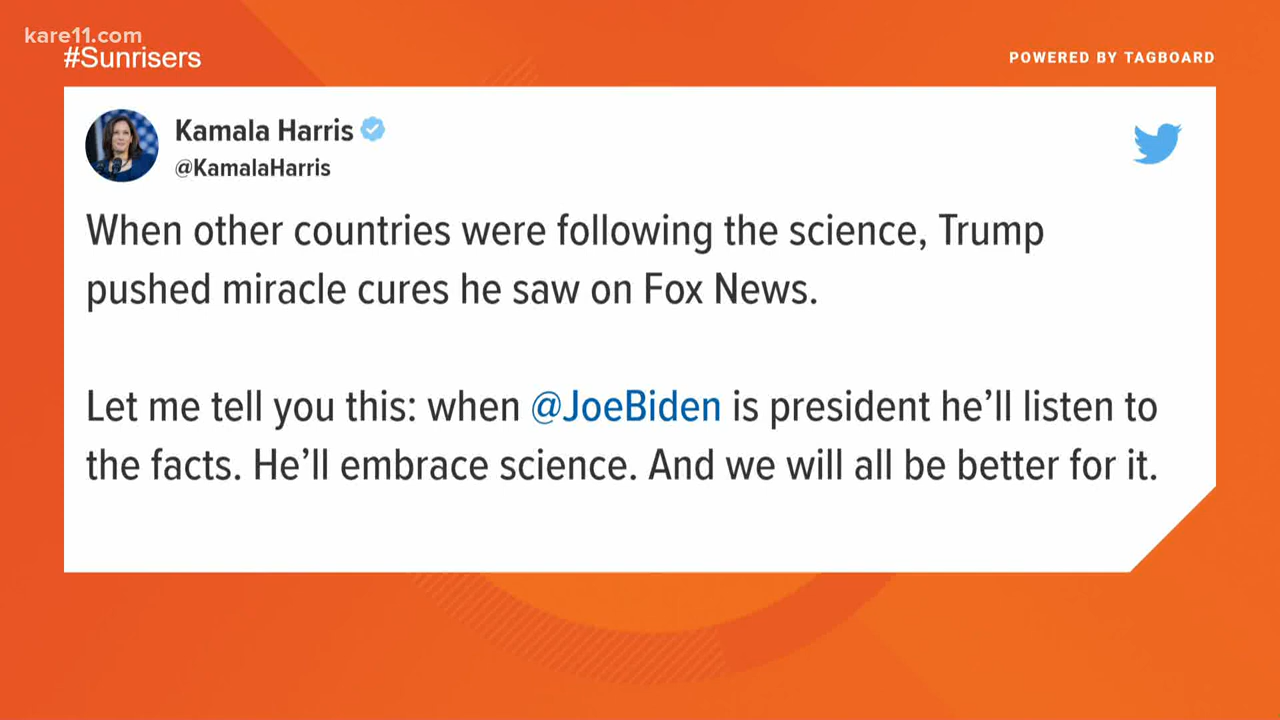 kare11.com
#Sunrisers
POWERED BY TAGBOARD
Kamala Harris
@KamalaHarris
When other countries were following the science, Trump
pushed miracle cures he saw on Fox News.
Let me tell you this: when @JoeBiden is president he’ll listen to
the facts. He’ll embrace science. And we will all be better for it.